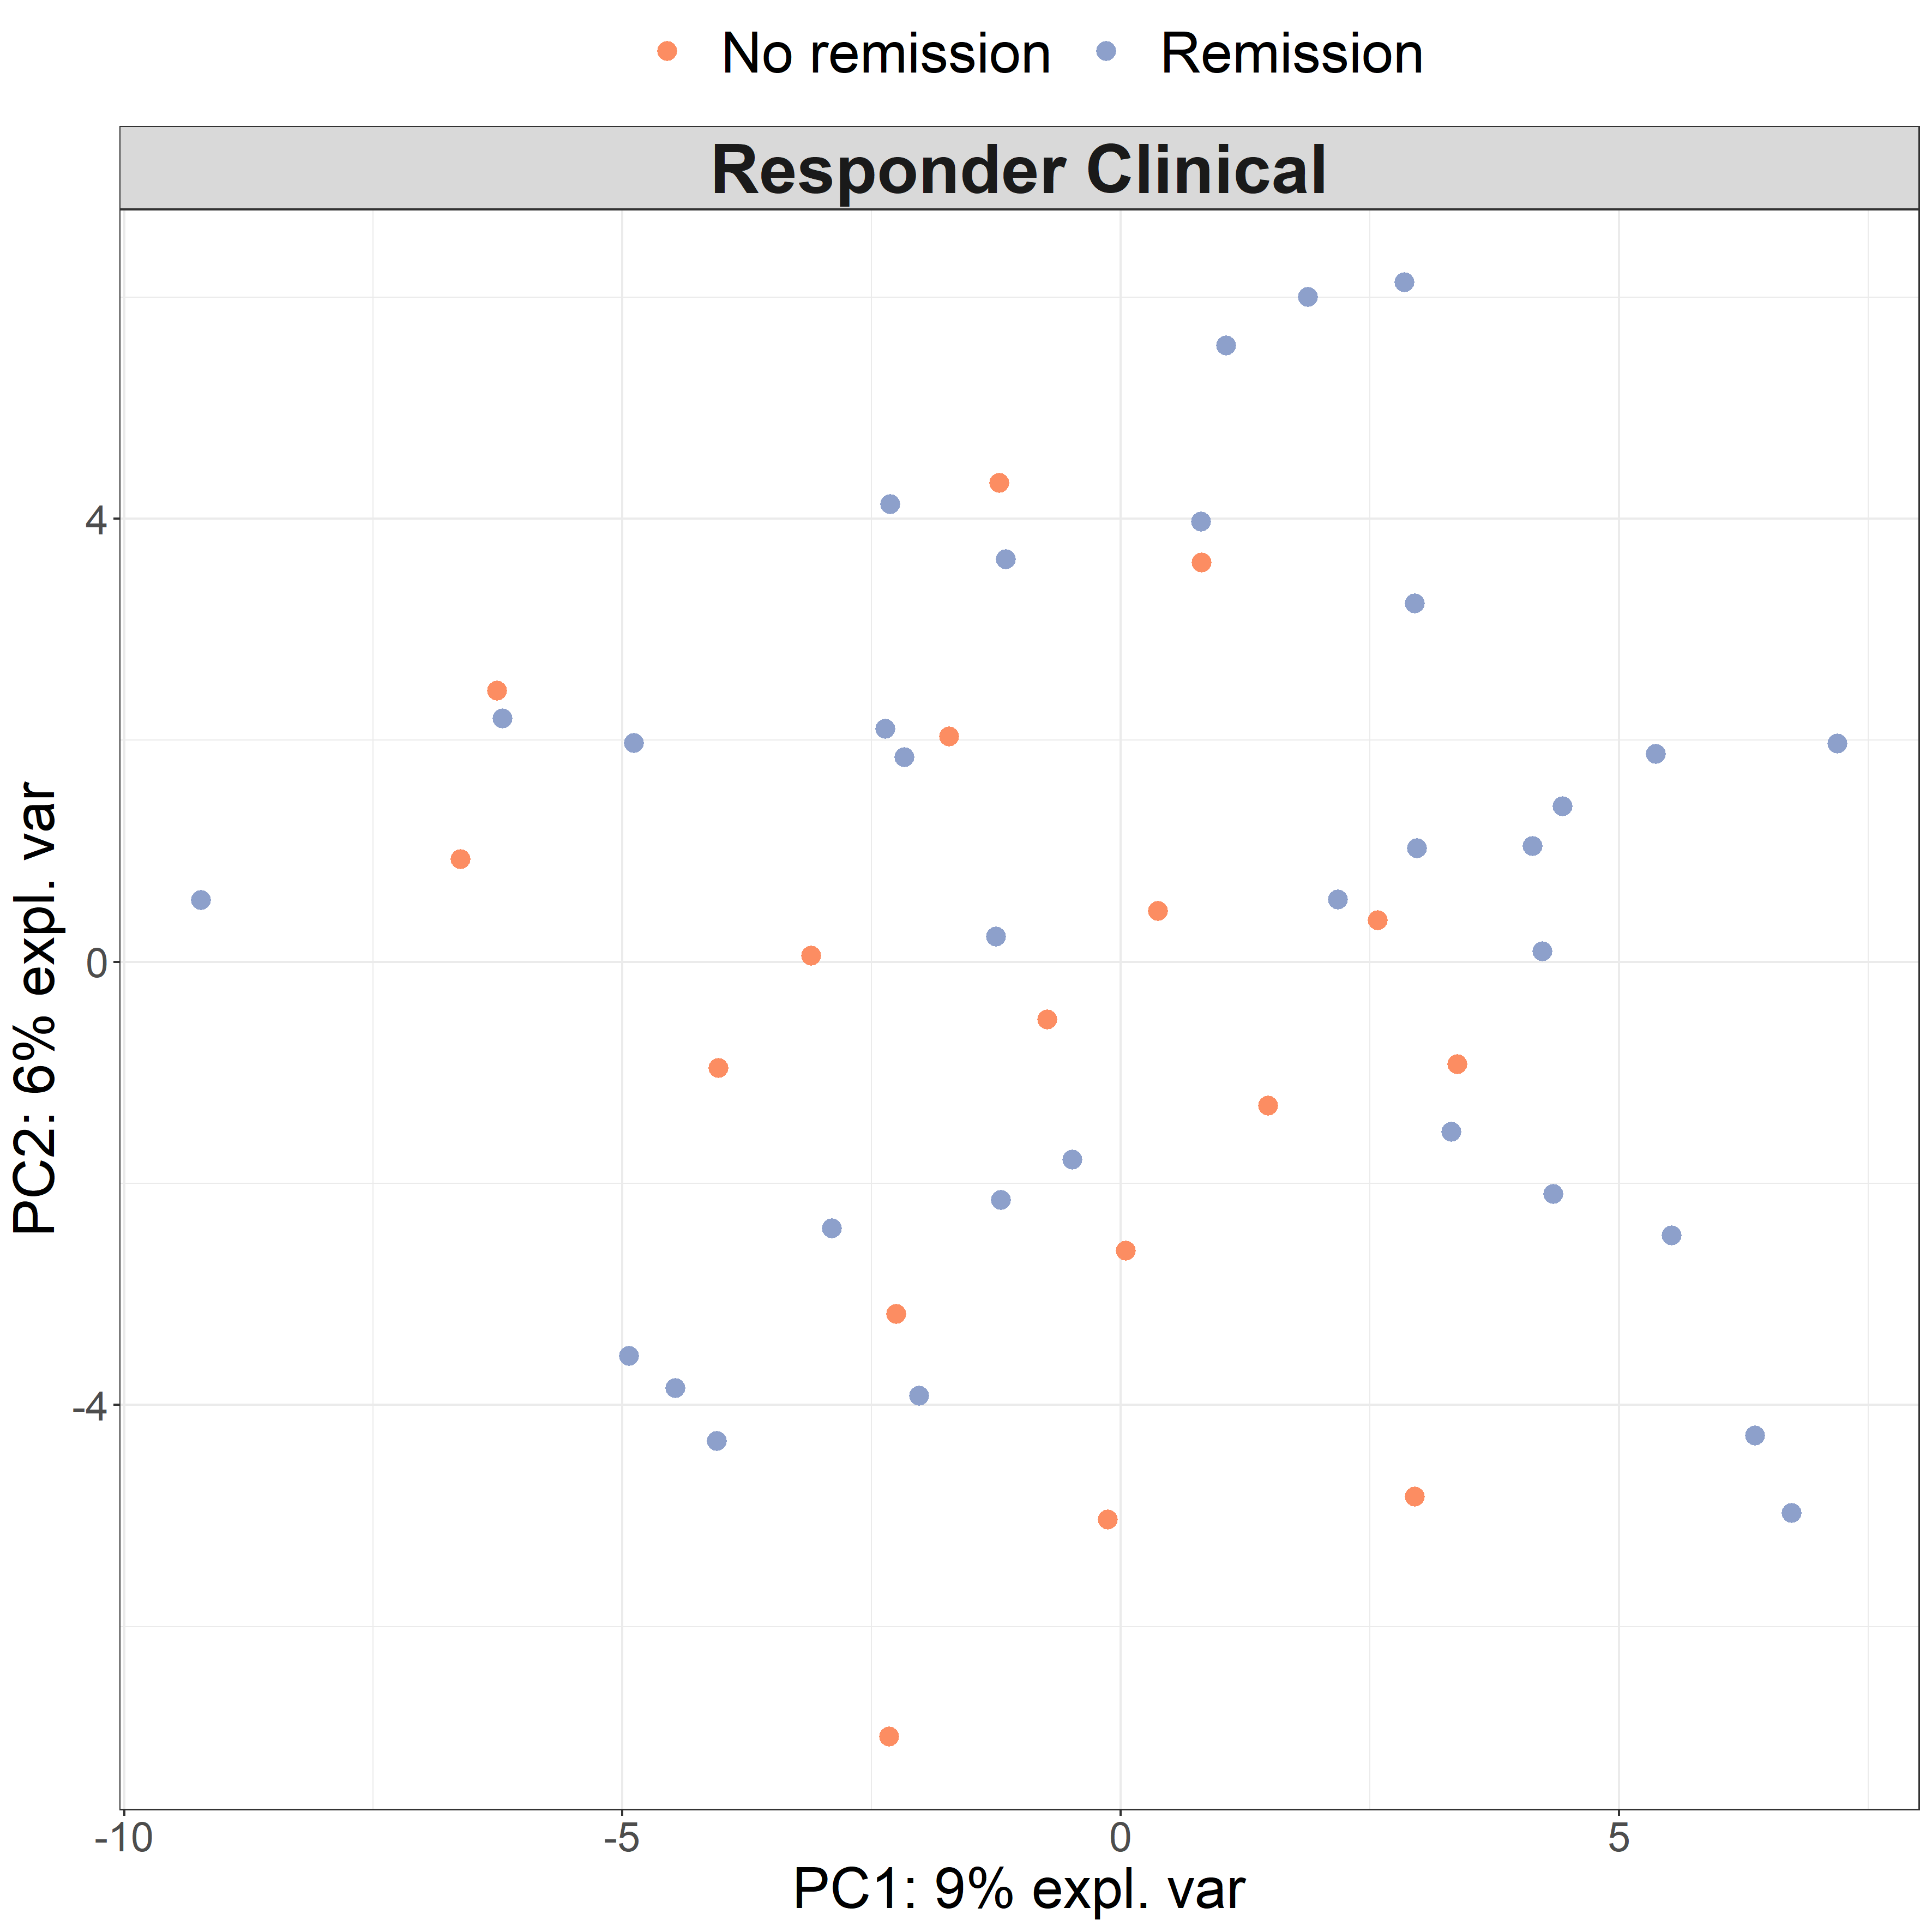 No remission Remission
Responder Clinical
4
0
-4
PC2: 6% expl. var
-10 -5 0 5
PC1: 9% expl. var